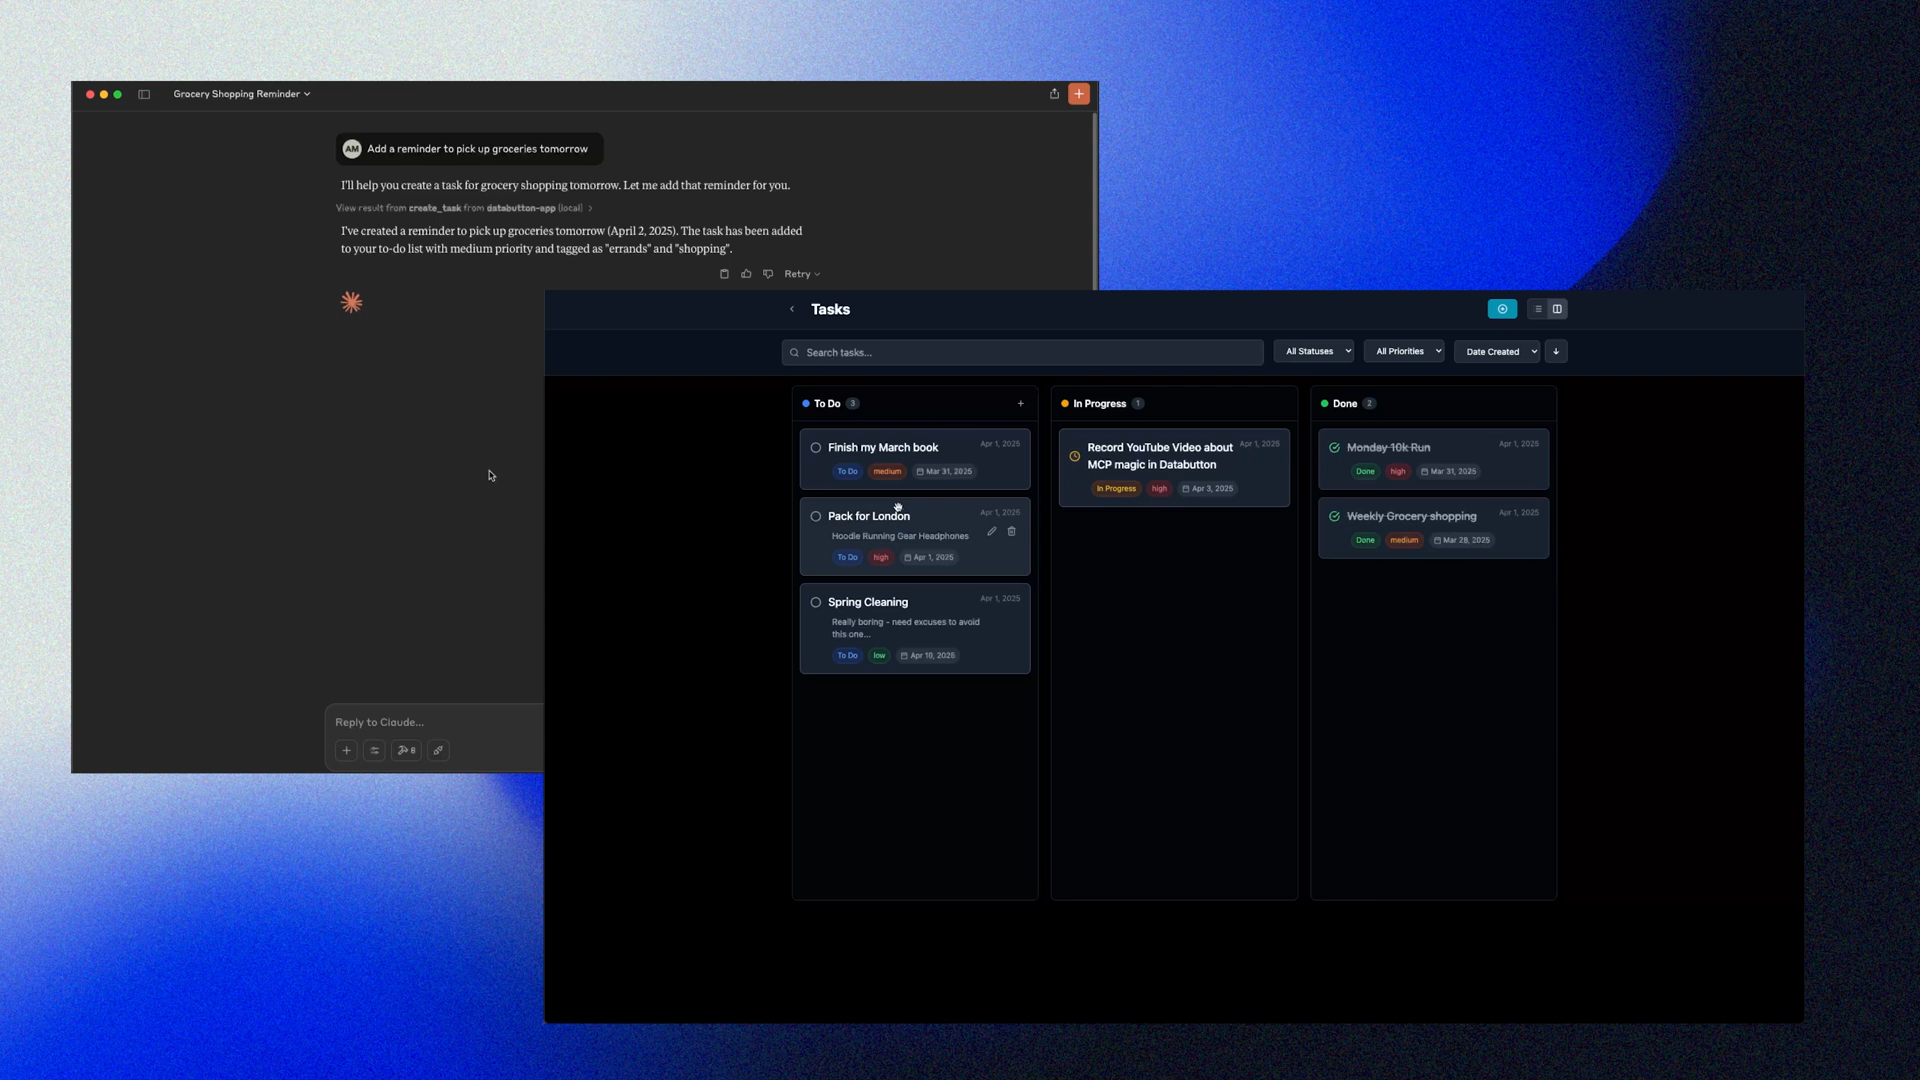 Grocery Shopping Reminder
AM Add a reminder to pick up groceries tomorrow
I'll help you create a task for grocery shopping tomorrow. Let me add that reminder for you.
View result from create_task from databutton-app (local)
I've created a reminder to pick up groceries tomorrow (April 2, 2025). The task has been added
to your to-do list with medium priority and tagged as "errands" and "shopping".
Retry
Reply to Claude...
8
Tasks
Search tasks...
All Statuses
All Priorities
Date Created
To Do 3
Finish my March book
Apr 1, 2025
To Do medium Mar 31, 2025
Pack for London
Apr 1, 2025
Hoodie Running Gear Headphones
To Do high Apr 1, 2025
Spring Cleaning
Apr 1, 2025
Really boring - need excuses to avoid
this one...
To Do low Apr 10, 2025
In Progress 1
Record YouTube Video about
MCP magic in Databutton
Apr 1, 2025
In Progress high Apr 3, 2025
Done 2
Monday 10k Run
Apr 1, 2025
Done high Mar 31, 2025
Weekly Grocery shopping
Apr 1, 2025
Done medium Mar 28, 2025